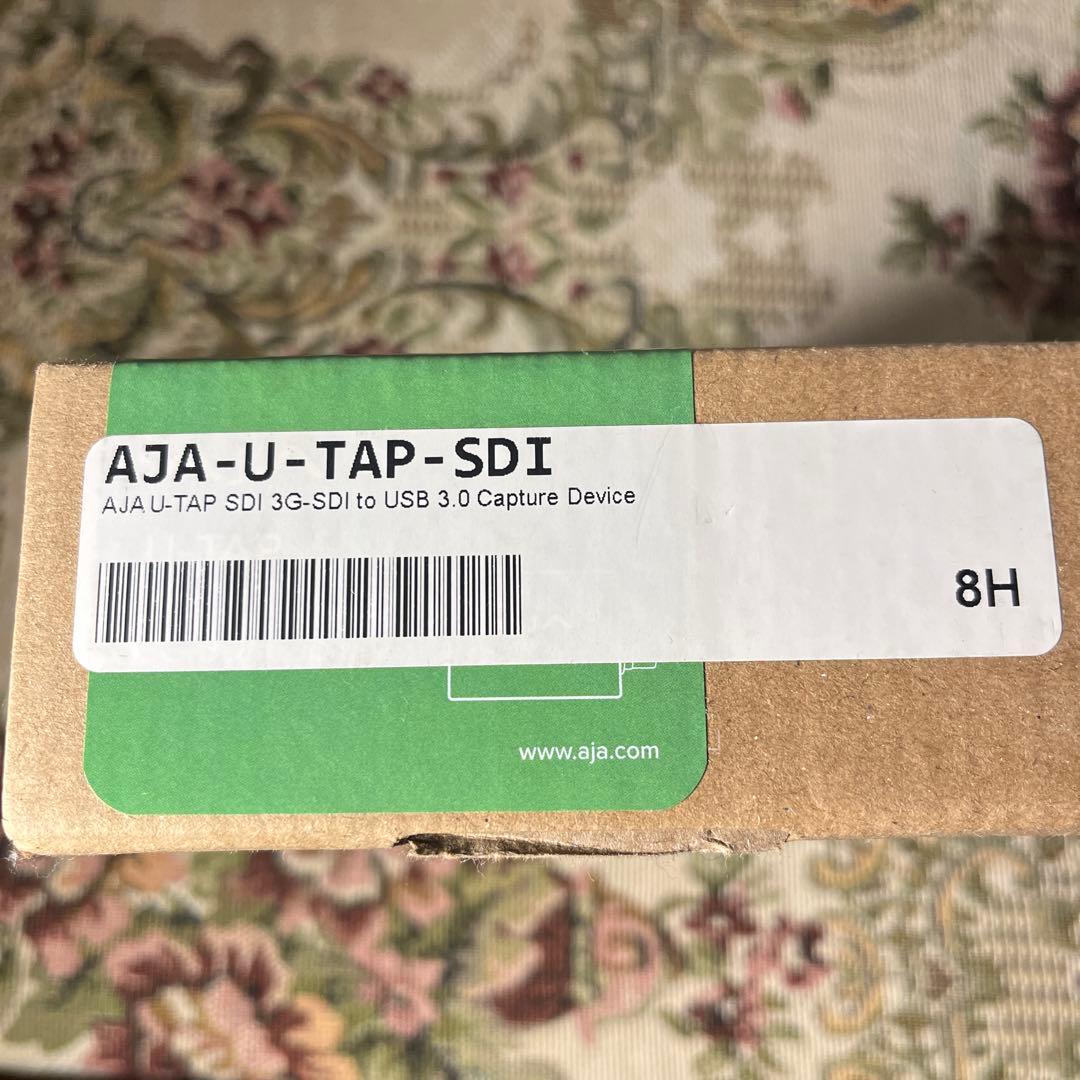 AJA-U-TAP-SDI
AJA U-TAP SDI 3G-SDI to USB 3.0 Capture Device
8H
www.aja.com